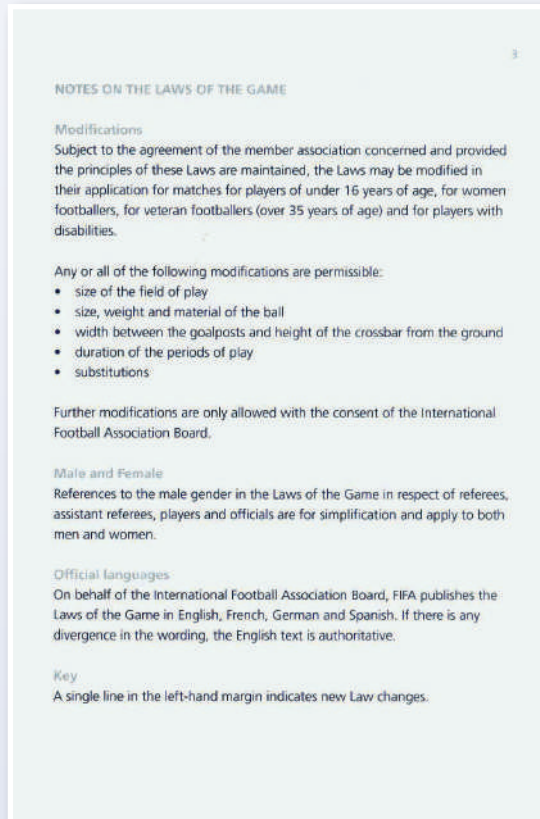 3
NOTES ON THE LAWS OF THE GAME
Modifications
Subject to the agreement of the member association concerned and provided
the principles of these Laws are maintained, the Laws may be modified in
their application for matches for players of under 16 years of age, for women
footballers, for veteran footballers (over 35 years of age) and for players with
disabilities.
Any or all of the following modifications are permissible:
• size of the field of play
• size, weight and material of the ball
• width between the goalposts and height of the crossbar from the ground
• duration of the periods of play
• substitutions
Further modifications are only allowed with the consent of the International
Football Association Board.
Male and Female
References to the male gender in the Laws of the Game in respect of referees,
assistant referees, players and officials are for simplification and apply to both
men and women.
Official languages
On behalf of the International Football Association Board, FIFA publishes the
Laws of the Game in English, French, German and Spanish. If there is any
divergence in the wording, the English text is authoritative.
Key
A single line in the left-hand margin indicates new Law changes.